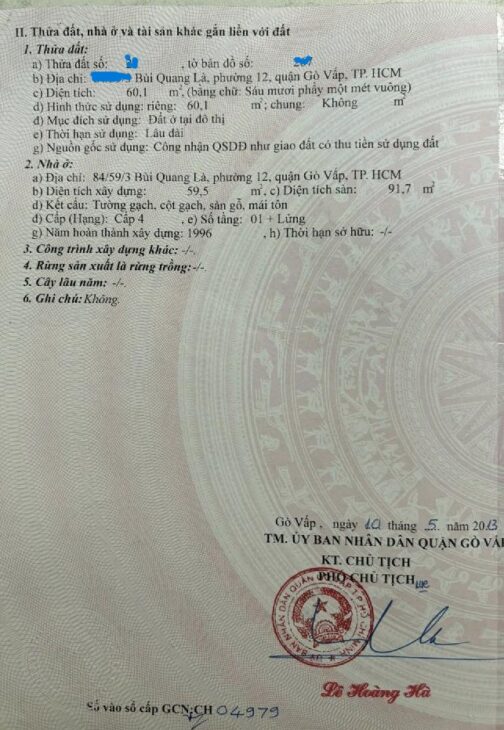 II. Thửa đất, nhà ở và tài sản khác gắn liền với đất
1. Thửa đất:
a) Thửa đất số: , tờ bản đồ số:
b) Địa chỉ: Bùi Quang Là, phường 12, quận Gò Vấp, TP. HCM
c) Diện tích: 60,1 m², (bằng chữ: Sáu mươi phẩy một mét vuông)
d) Hình thức sử dụng: riêng: 60,1 m²; chung: Không m²
đ) Mục đích sử dụng: Đất ở tại đô thị
e) Thời hạn sử dụng: Lâu dài
g) Nguồn gốc sử dụng: Công nhận QSDĐ như giao đất có thu tiền sử dụng đất
2. Nhà ở:
a) Địa chỉ: 84/59/3 Bùi Quang Là, phường 12, quận Gò Vấp, TP. HCM
b) Diện tích xây dựng: 59,5 m², c) Diện tích sàn: 91,7 m²
d) Kết cấu: Tường gạch, cột gạch, sàn gỗ, mái tôn
đ) Cấp (Hạng): Cấp 4 , e) Số tầng: 01 + Lửng
g) Năm hoàn thành xây dựng: 1996 , h) Thời hạn sở hữu: -/-
3. Công trình xây dựng khác: -/-.
4. Rừng sản xuất là rừng trồng: -/-.
5. Cây lâu năm: -/-.
6. Ghi chú: Không.
Gò Vấp , ngày 10 tháng 5 . năm 2013
TM. ỦY BAN NHÂN DÂN QUẬN GÒ VẤP
KT. CHỦ TỊCH
PHÓ CHỦ TỊCH
Lê Hoàng Hà
Số vào sổ cấp GCN: CH 04979